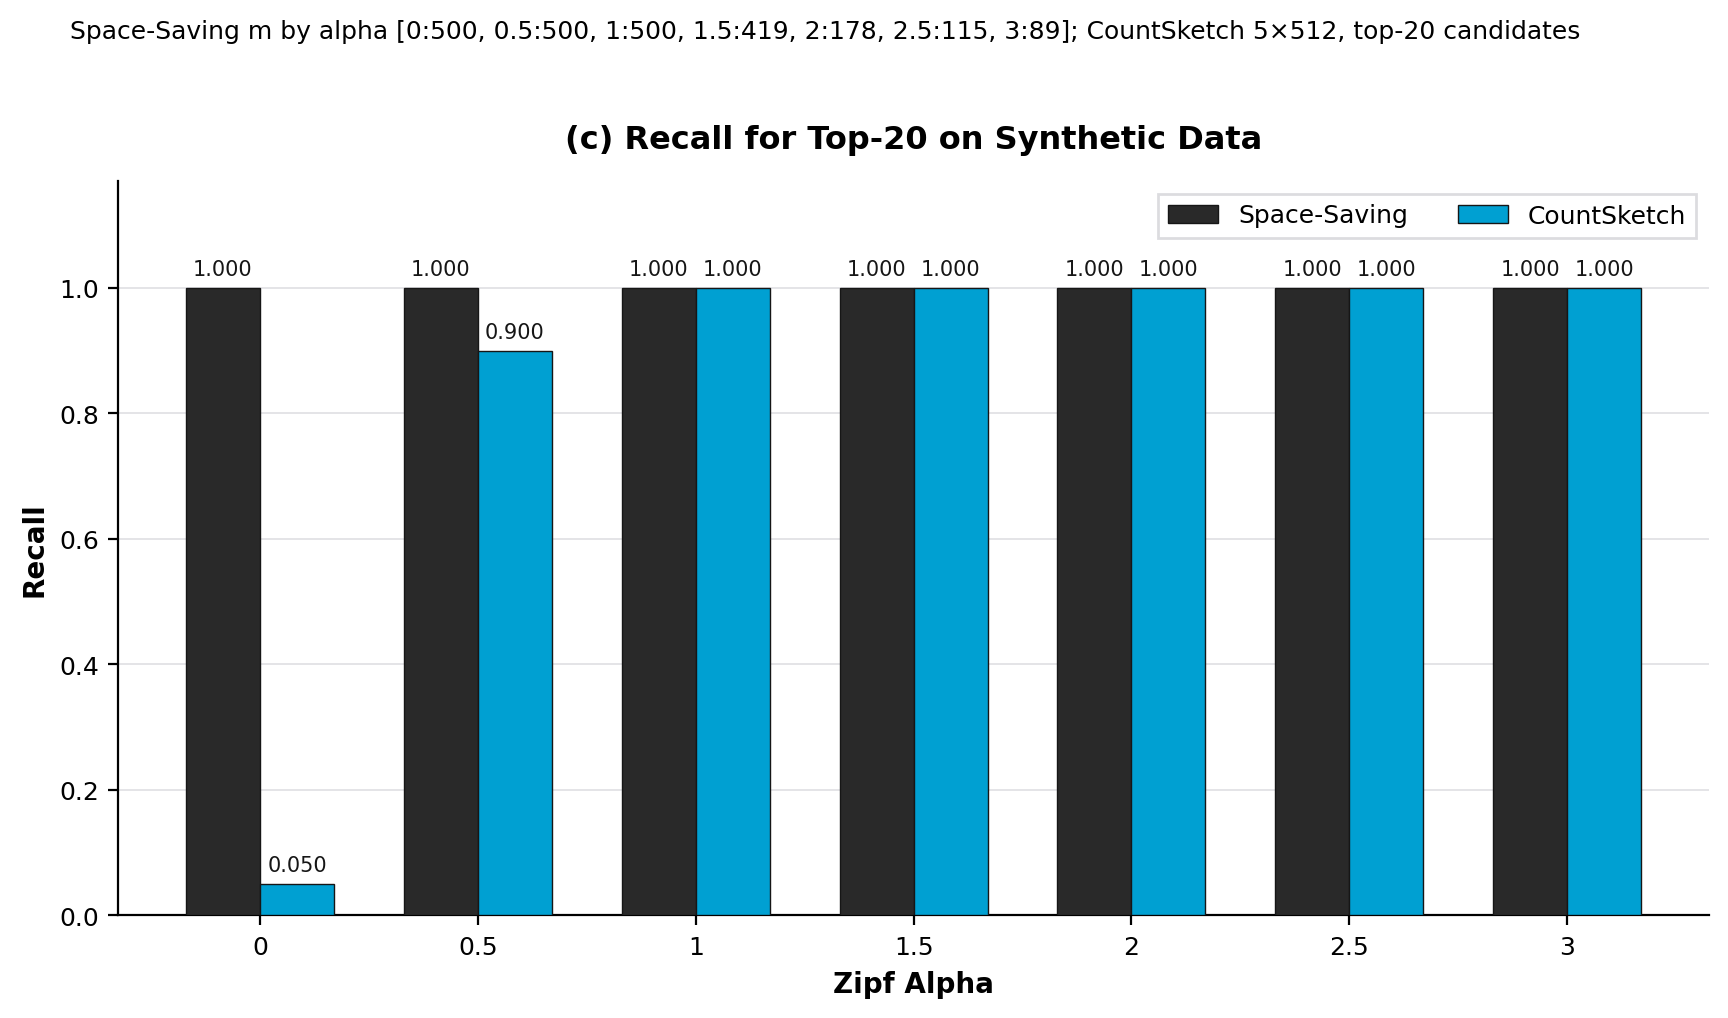 Space-Saving m by alpha [0:500, 0.5:500, 1:500, 1.5:419, 2:178, 2.5:115, 3:89]; CountSketch 5×512, top-20 candidates
(c) Recall for Top-20 on Synthetic Data
Space-Saving CountSketch
1.000 1.000 1.000 1.000 1.000 1.000 1.000 1.000 1.000 1.000 1.000 1.000
0.900
0.050
1.0
0.8
0.6
0.4
0.2
0.0
Recall
0 0.5 1 1.5 2 2.5 3
Zipf Alpha